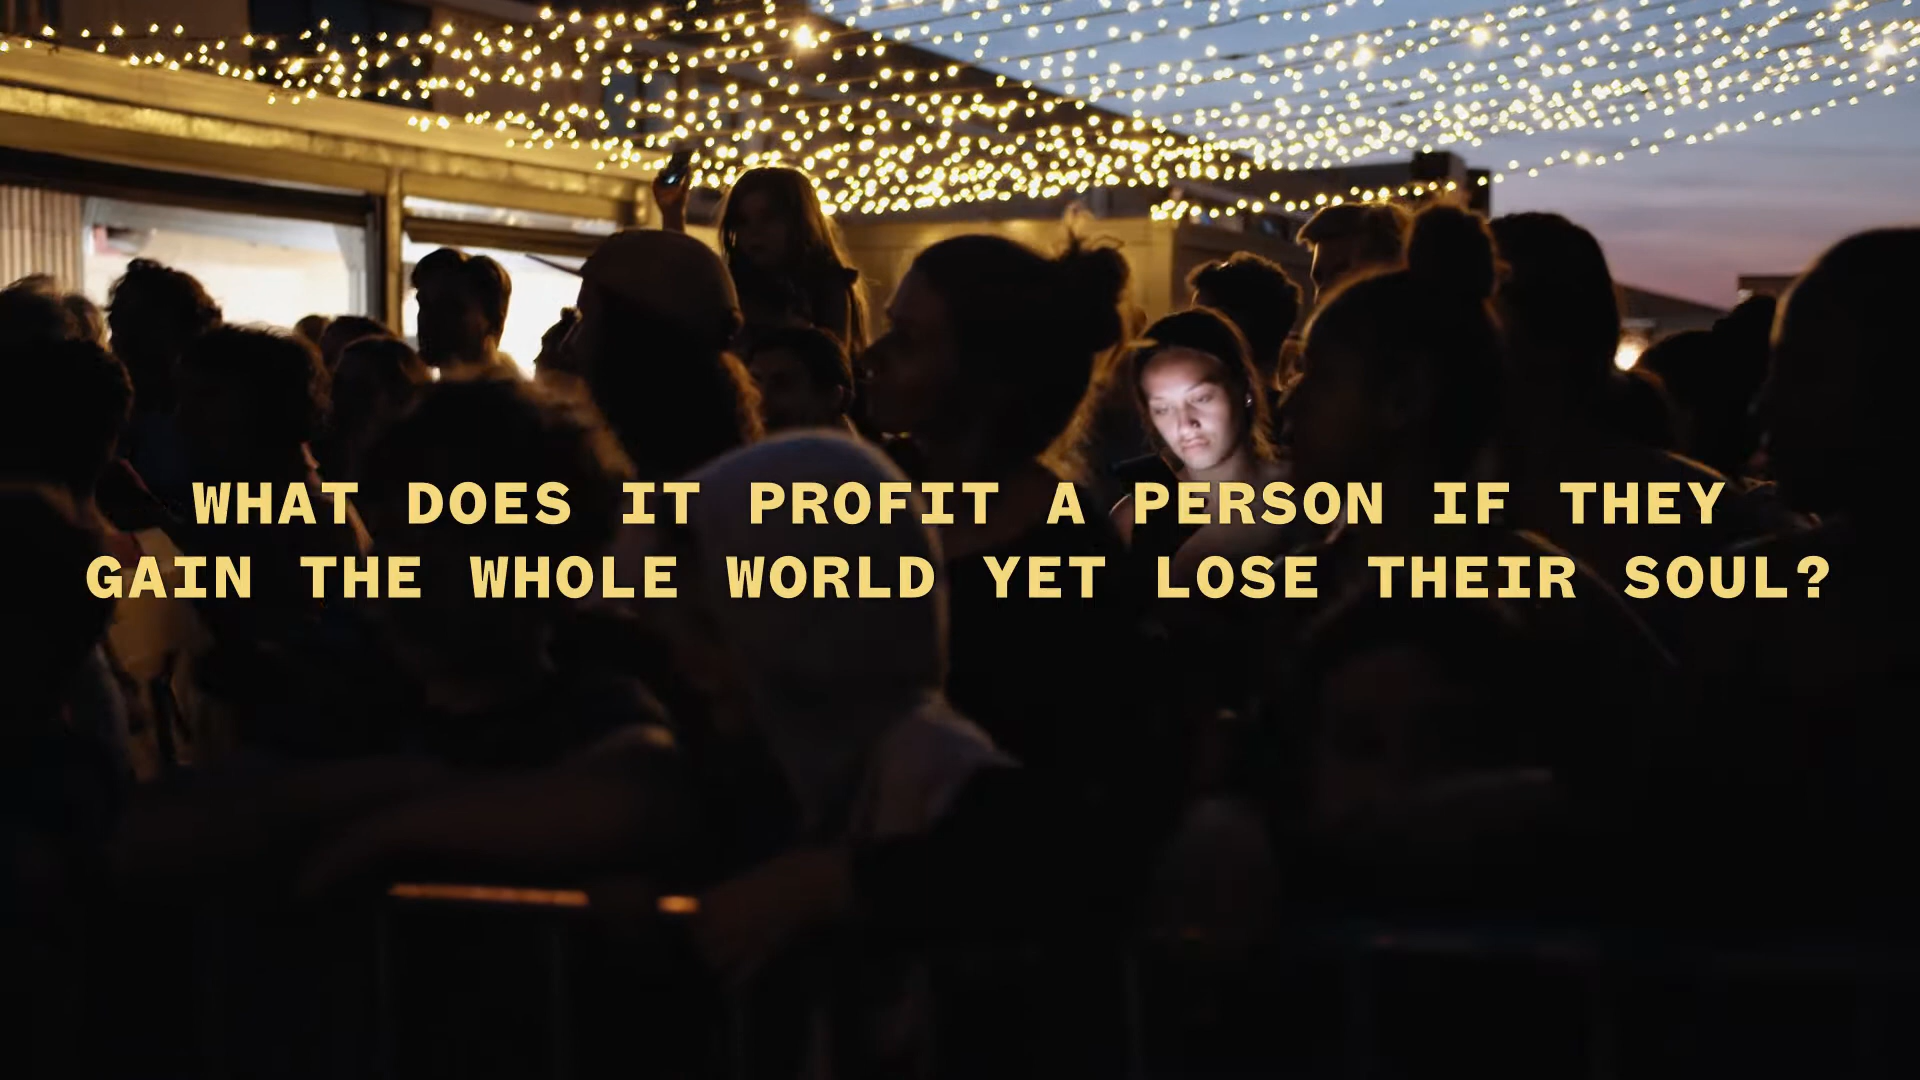 WHAT DOES IT PROFIT A PERSON IF THEY
GAIN THE WHOLE WORLD YET LOSE THEIR SOUL?